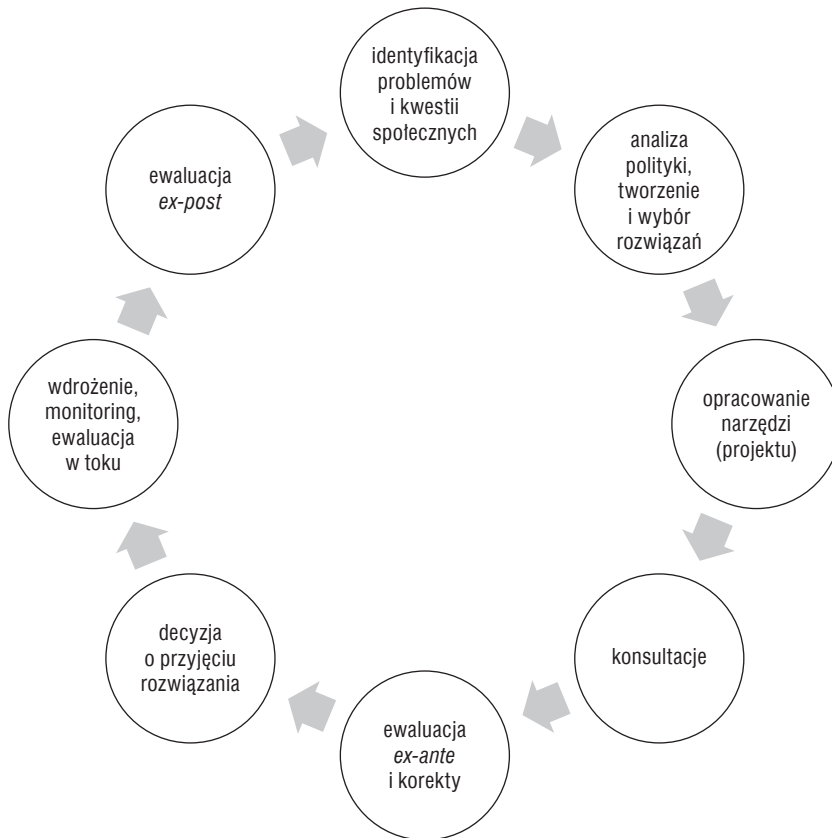 identyfikacja
problemów
i kwestii
społecznych
analiza
polityki,
tworzenie
i wybór
rozwiązań
opracowanie
narzędzi
(projektu)
konsultacje
ewaluacja
ex-ante
i korekty
decyzja
o przyjęciu
rozwiązania
wdrożenie,
monitoring,
ewaluacja
w toku
ewaluacja
ex-post